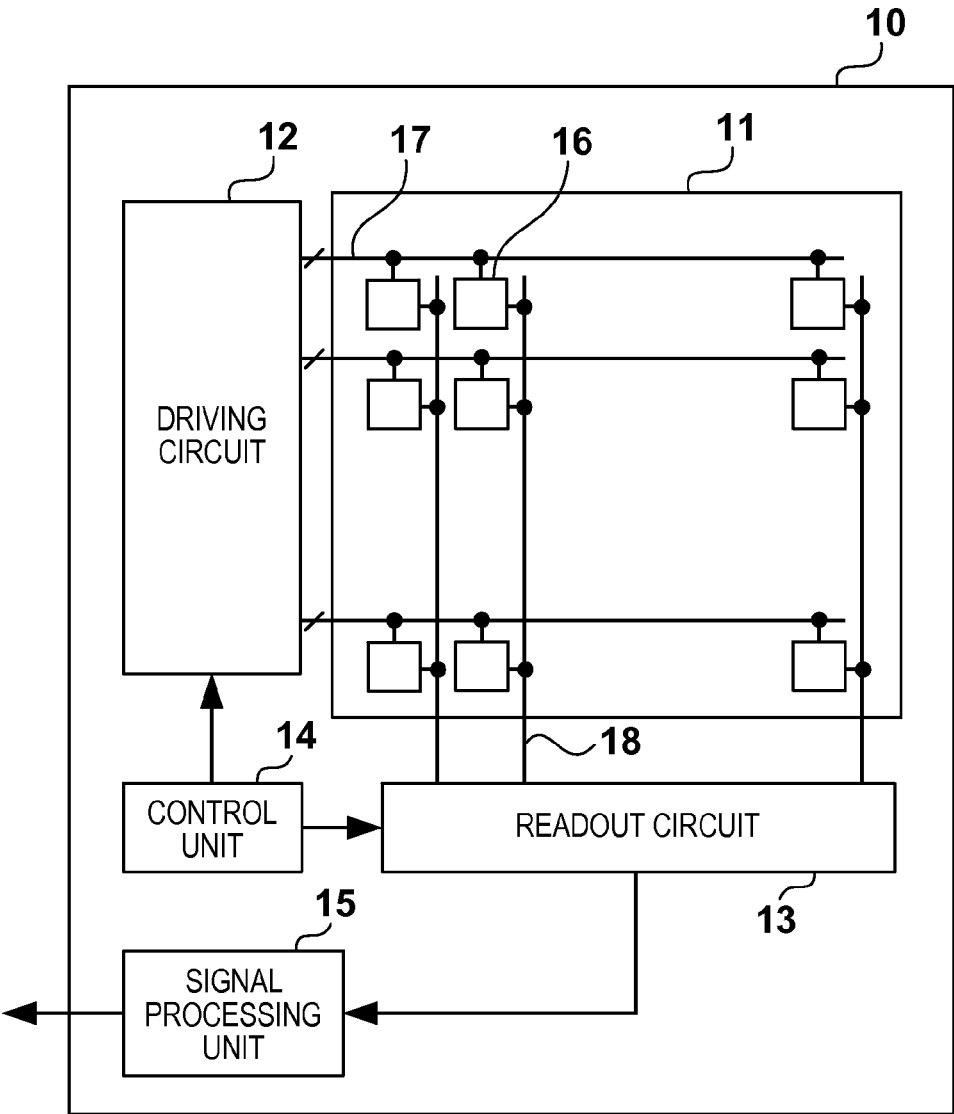 10
12
17
16
11
DRIVING
CIRCUIT
14
18
CONTROL
UNIT
READOUT CIRCUIT
13
15
SIGNAL
PROCESSING
UNIT